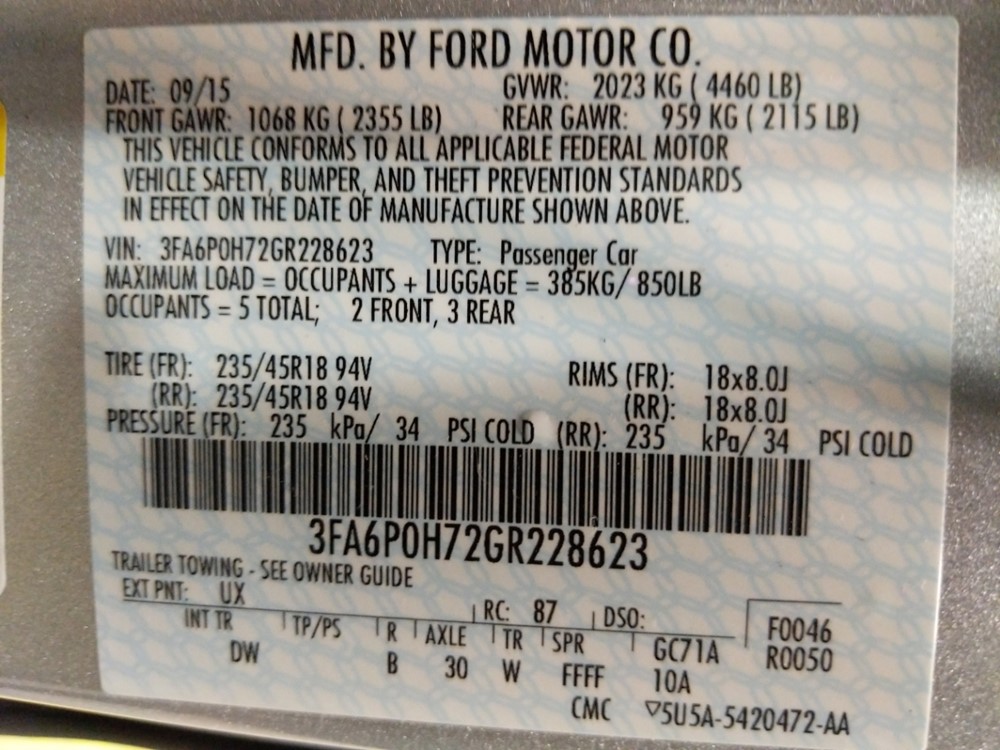 MFD. BY FORD MOTOR CO.
DATE: 09/15 GVWR: 2023 KG ( 4460 LB)
FRONT GAWR: 1068 KG ( 2355 LB) REAR GAWR: 959 KG ( 2115 LB)
THIS VEHICLE CONFORMS TO ALL APPLICABLE FEDERAL MOTOR
VEHICLE SAFETY, BUMPER, AND THEFT PREVENTION STANDARDS
IN EFFECT ON THE DATE OF MANUFACTURE SHOWN ABOVE.
VIN: 3FA6P0H72GR228623 TYPE: Passenger Car
MAXIMUM LOAD = OCCUPANTS + LUGGAGE = 385KG/ 850LB
OCCUPANTS = 5 TOTAL; 2 FRONT, 3 REAR
TIRE (FR): 235/45R18 94V RIMS (FR): 18x8.0J
(RR): 235/45R18 94V (RR): 18x8.0J
PRESSURE (FR): 235 kPa/ 34 PSI COLD (RR): 235 kPa/ 34 PSI COLD
3FA6P0H72GR228623
TRAILER TOWING - SEE OWNER GUIDE
EXT PNT: UX RC: 87 DSO: F0046
INT TR TP/PS R AXLE TR SPR GC71A R0050
DW B 30 W FFFF 10A
CMC ▽5U5A-5420472-AA